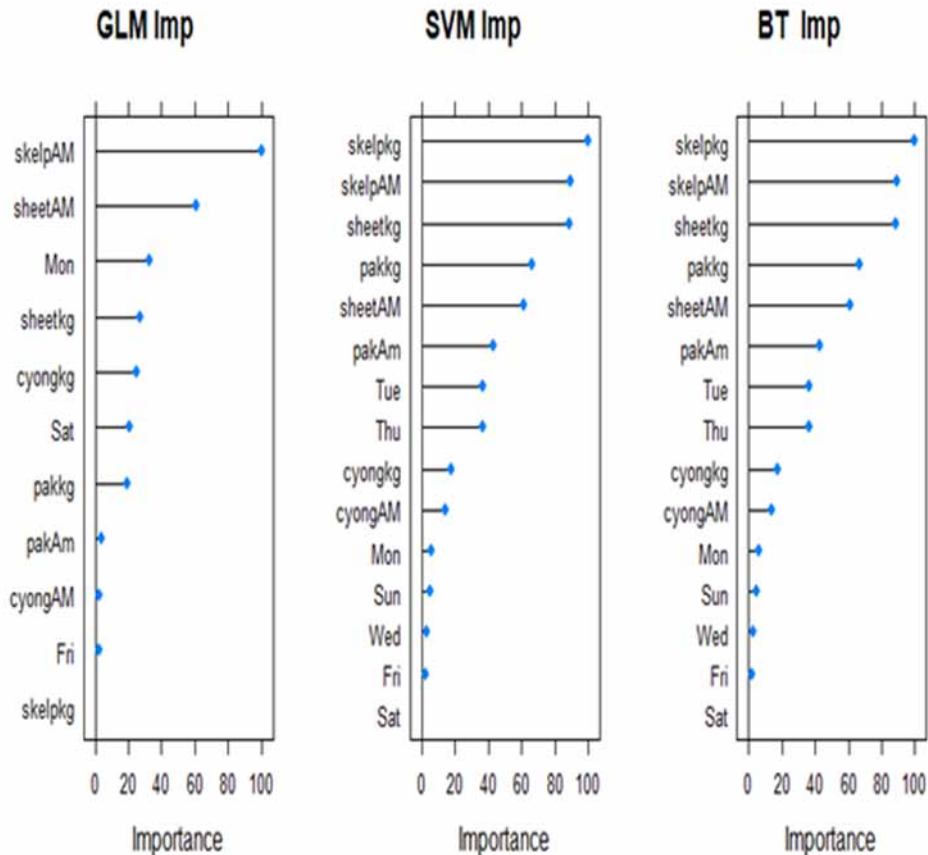 GLM Imp
skelpAM
sheetAM
Mon
sheetkg
cyongkg
Sat
pakkg
pakAm
cyongAM
Fri
skelpkg
0 20 40 60 80 100
Importance
SVM Imp
skelpkg
skelpAM
sheetkg
pakkg
sheetAM
pakAm
Tue
Thu
cyongkg
cyongAM
Mon
Sun
Wed
Fri
Sat
0 20 40 60 80 100
Importance
BT Imp
skelpkg
skelpAM
sheetkg
pakkg
sheetAM
pakAm
Tue
Thu
cyongkg
cyongAM
Mon
Sun
Wed
Fri
Sat
0 20 40 60 80 100
Importance